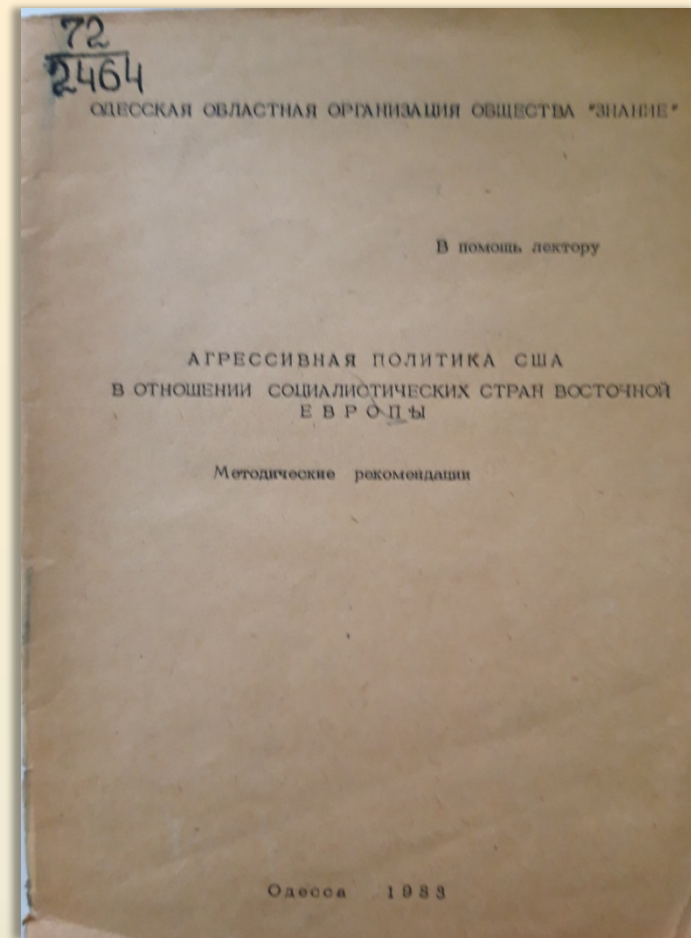 72
2464
ОДЕССКАЯ ОБЛАСТНАЯ ОРГАНИЗАЦИЯ ОБЩЕСТВА "ЗНАНИЕ"
В помощь лектору
АГРЕССИВНАЯ ПОЛИТИКА США
В ОТНОШЕНИИ СОЦИАЛИСТИЧЕСКИХ СТРАН ВОСТОЧНОЙ
ЕВРОПЫ
Методические рекомендации
Одесса 1983